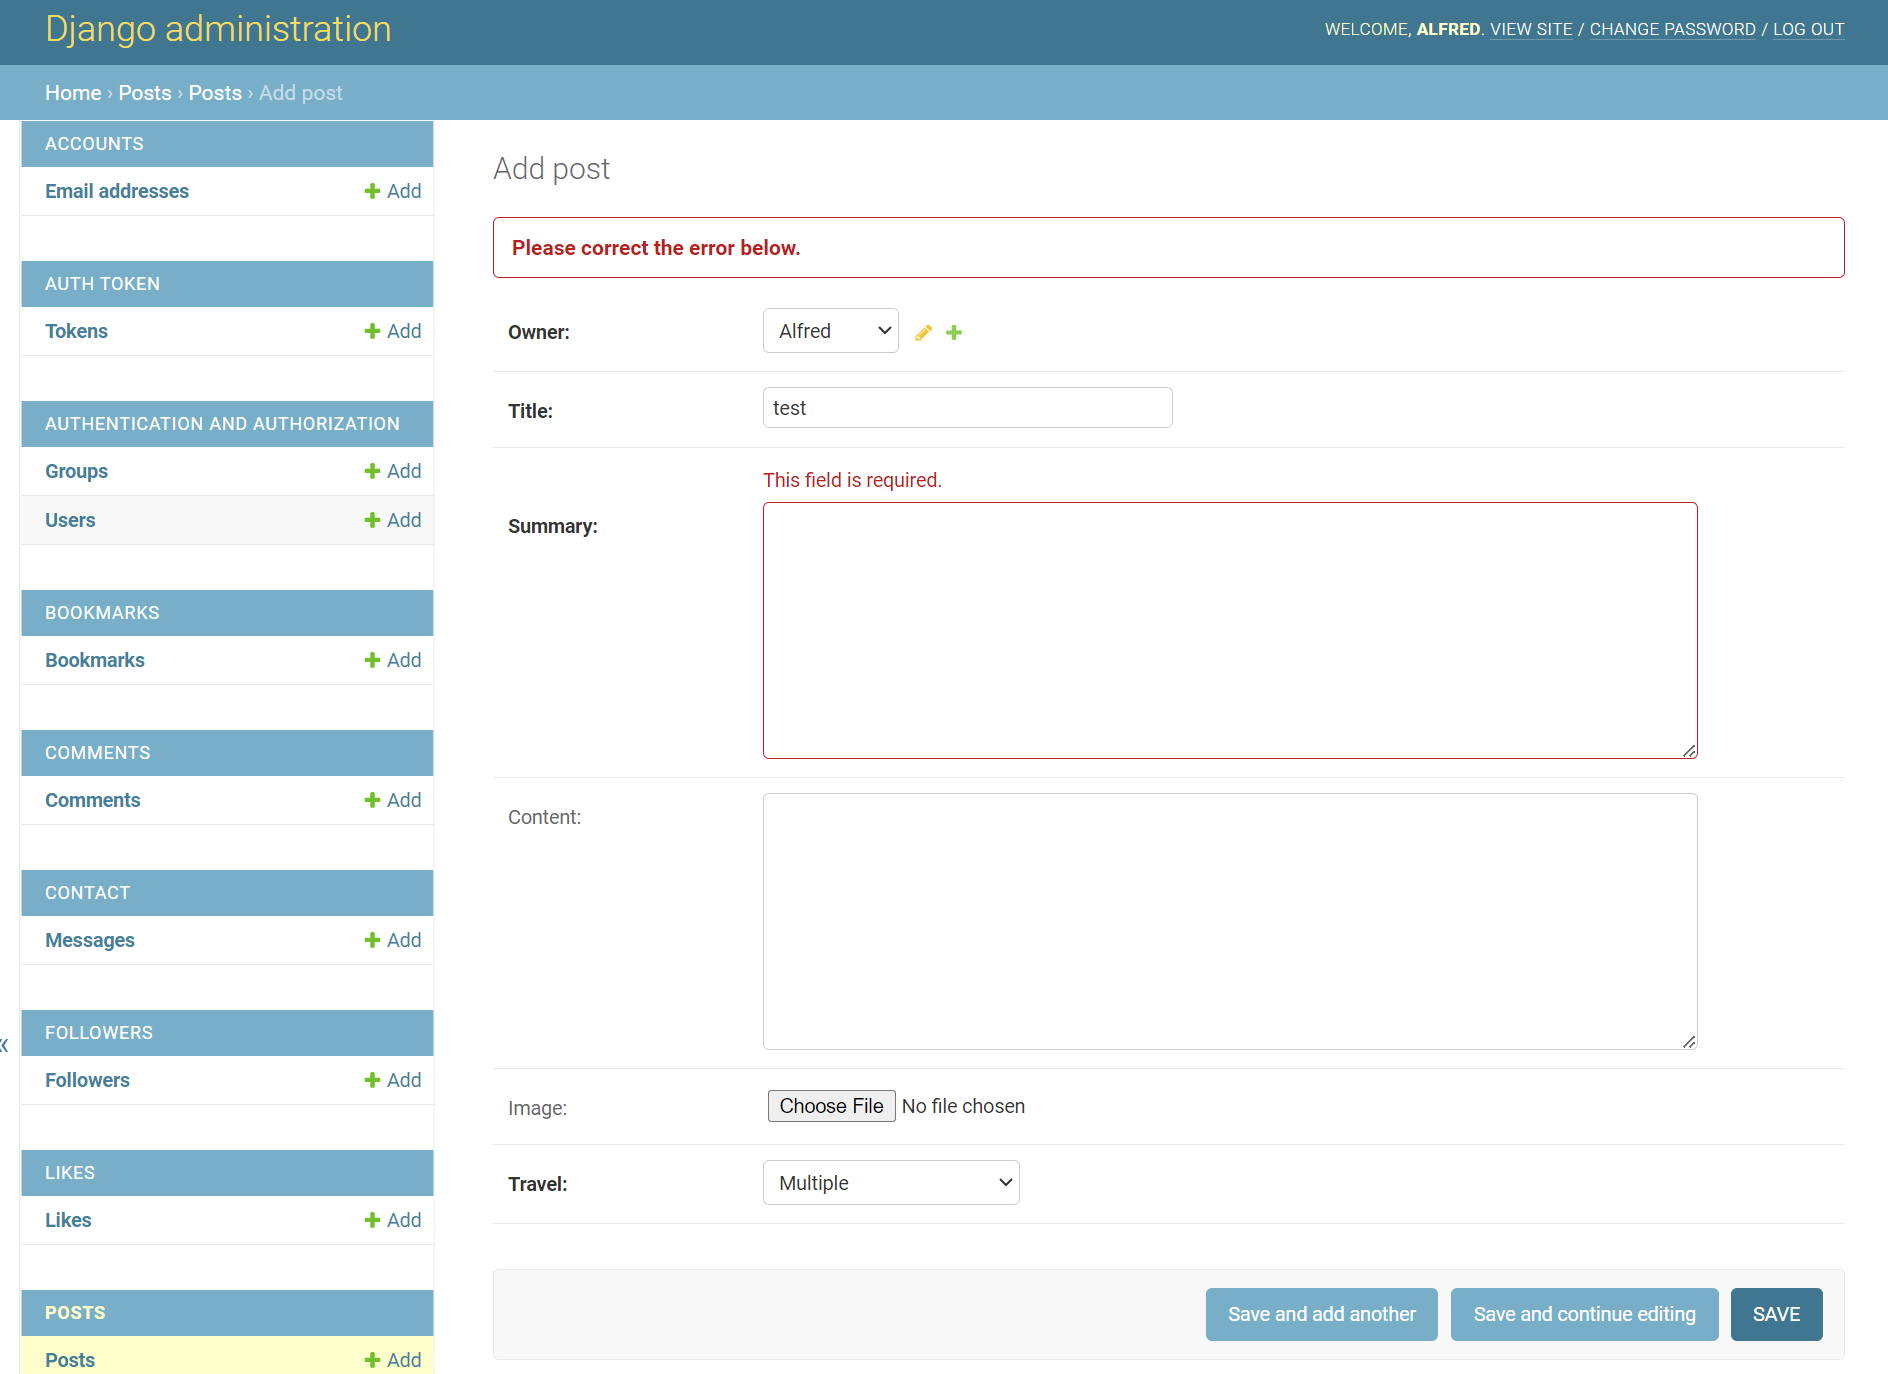 Django administration
WELCOME, ALFRED. VIEW SITE / CHANGE PASSWORD / LOG OUT
Home › Posts › Posts › Add post
ACCOUNTS
Email addresses
Add
AUTH TOKEN
Tokens
Add
AUTHENTICATION AND AUTHORIZATION
Groups
Add
Users
Add
BOOKMARKS
Bookmarks
Add
COMMENTS
Comments
Add
CONTACT
Messages
Add
«
FOLLOWERS
Followers
Add
LIKES
Likes
Add
POSTS
Posts
Add
Add post
Please correct the error below.
Owner:
Alfred
Title:
test
This field is required.
Summary:
Content:
Image:
Choose File No file chosen
Travel:
Multiple
Save and add another
Save and continue editing
SAVE